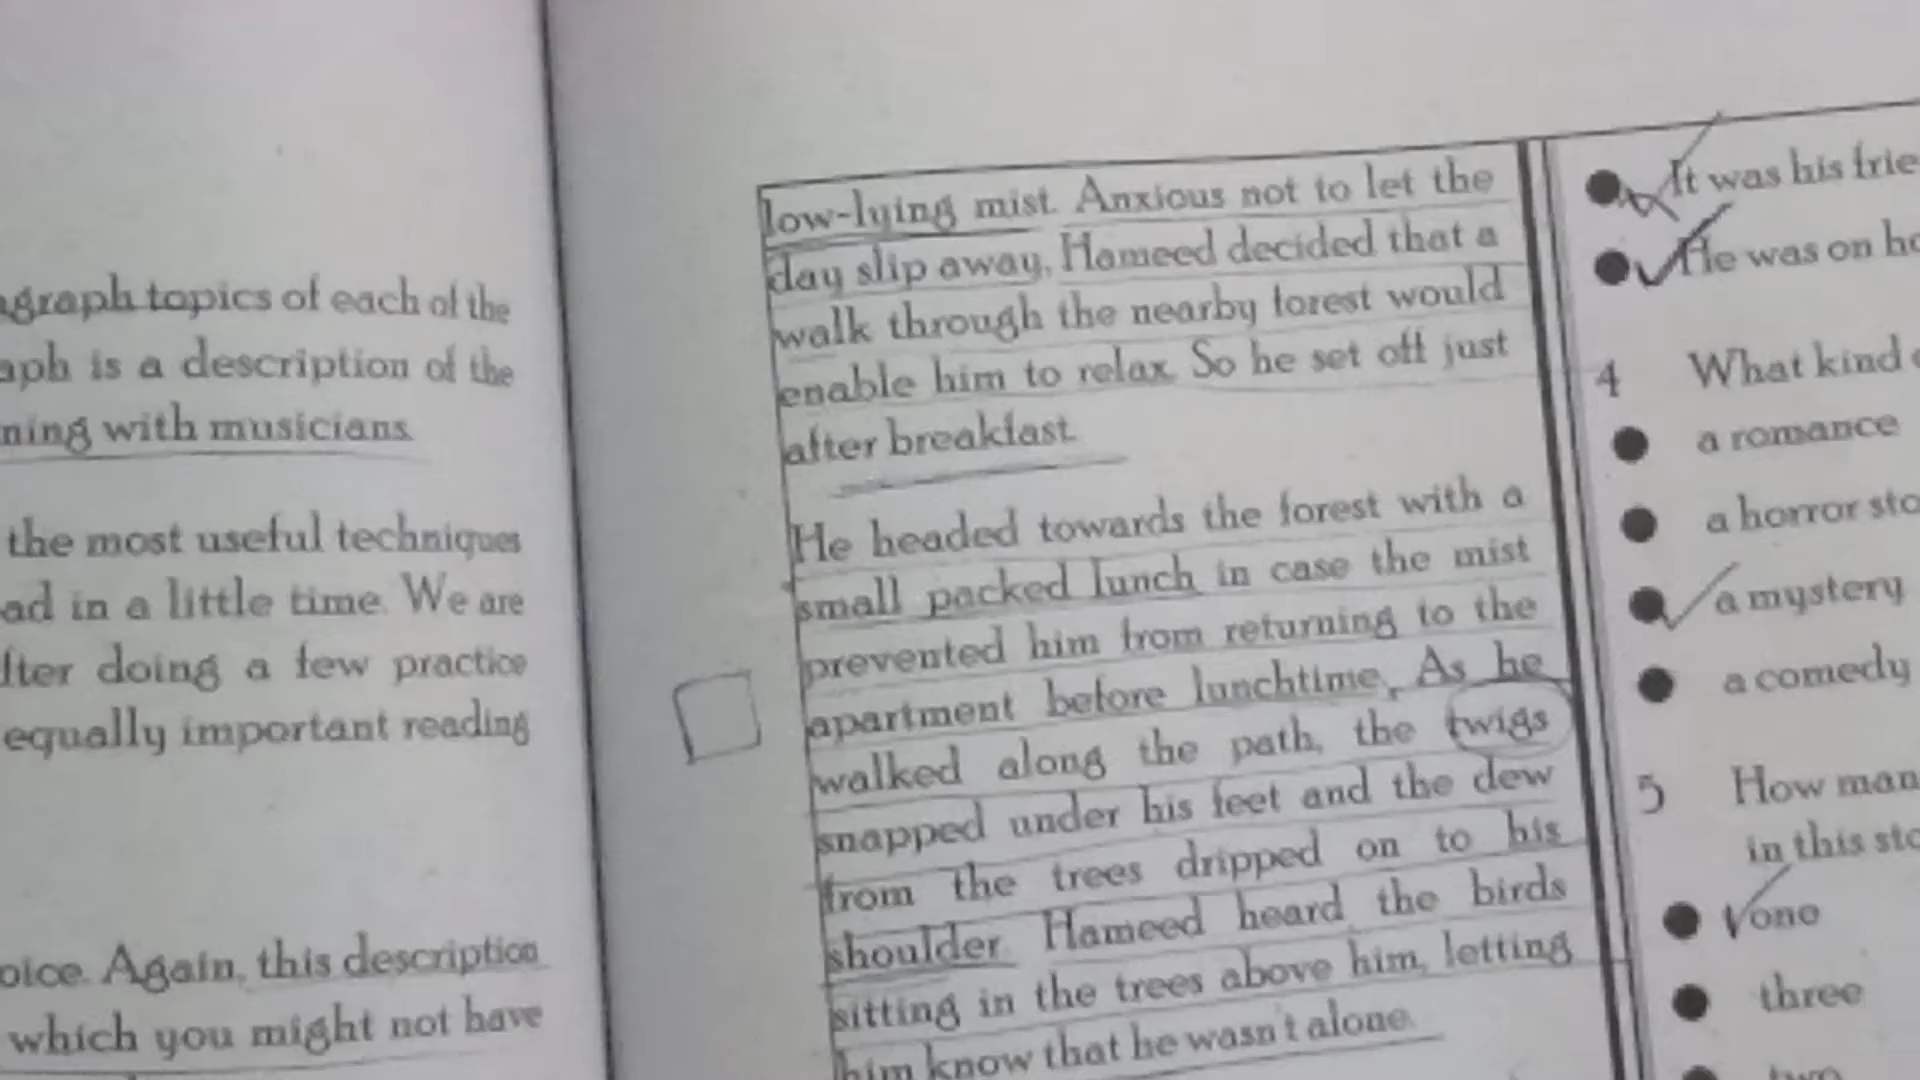 graph topics of each of the
aph is a description of the
ning with musicians.
the most useful techniques
ad in a little time. We are
fter doing a few practice
equally important reading
oice. Again, this description
which you might not have
low-lying mist. Anxious not to let the
day slip away, Hameed decided that a
walk through the nearby forest would
enable him to relax. So he set off just
after breakfast.
He headed towards the forest with a
small packed lunch in case the mist
prevented him from returning to the
apartment before lunchtime. As he
walked along the path, the twigs
snapped under his feet and the dew
from the trees dripped on to his
shoulder. Hameed heard the birds
sitting in the trees above him, letting
him know that he wasn't alone.
It was his frie
He was on ho
4 What kind
a romance
a horror sto
a mystery
a comedy
5 How man
in this sto
one
three
two